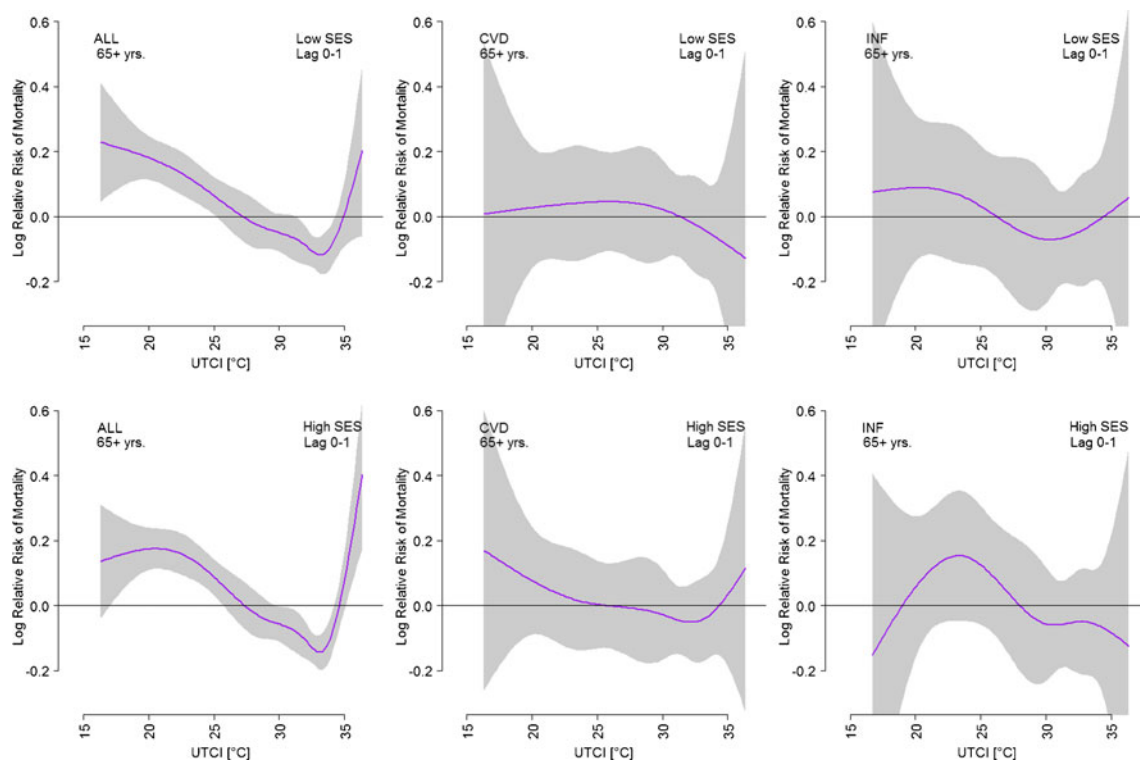 ALL Low SES
65+ yrs. Lag 0-1
Log Relative Risk of Mortality
0.6
0.4
0.2
0.0
-0.2
15 20 25 30 35
UTCI [°C]
CVD Low SES
65+ yrs. Lag 0-1
Log Relative Risk of Mortality
0.6
0.4
0.2
0.0
-0.2
15 20 25 30 35
UTCI [°C]
INF Low SES
65+ yrs. Lag 0-1
Log Relative Risk of Mortality
0.6
0.4
0.2
0.0
-0.2
15 20 25 30 35
UTCI [°C]
ALL High SES
65+ yrs. Lag 0-1
Log Relative Risk of Mortality
0.6
0.4
0.2
0.0
-0.2
15 20 25 30 35
UTCI [°C]
CVD High SES
65+ yrs. Lag 0-1
Log Relative Risk of Mortality
0.6
0.4
0.2
0.0
-0.2
15 20 25 30 35
UTCI [°C]
INF High SES
65+ yrs. Lag 0-1
Log Relative Risk of Mortality
0.6
0.4
0.2
0.0
-0.2
15 20 25 30 35
UTCI [°C]